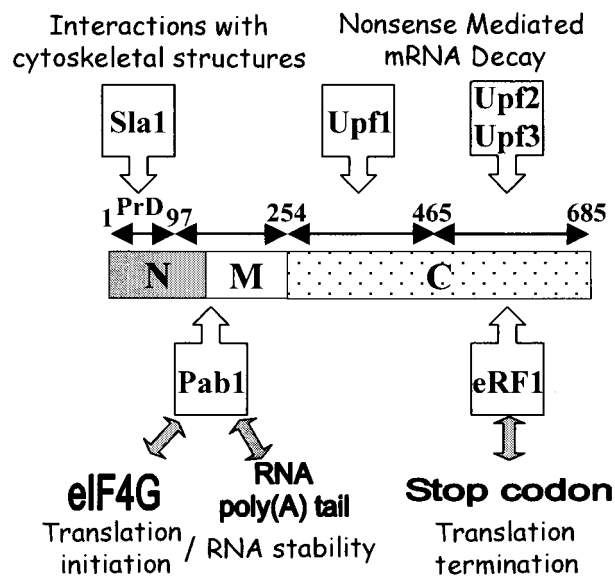 Interactions with
cytoskeletal structures
Nonsense Mediated
mRNA Decay
Sla1
Upf1
Upf2
Upf3
1 PrD 97 254 465 685
N M C
Pab1
eRF1
eIF4G
RNA
poly(A) tail
Stop codon
Translation
initiation / RNA stability
Translation
termination